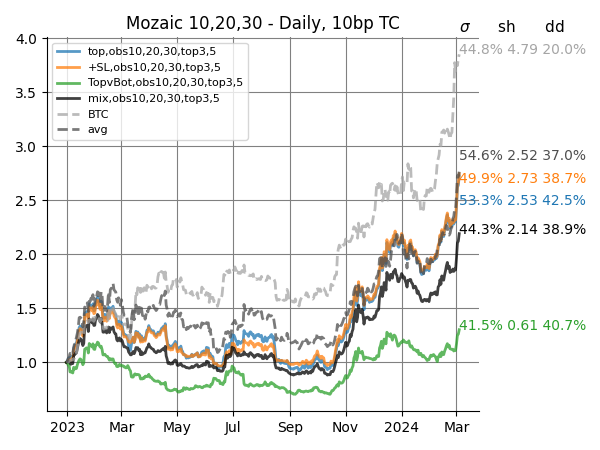 Mozaic 10,20,30 - Daily, 10bp TC
σ sh dd
4.0
3.5
3.0
2.5
2.0
1.5
1.0
top,obs10,20,30,top3,5
+SL,obs10,20,30,top3,5
TopvBot,obs10,20,30,top3,5
mix,obs10,20,30,top3,5
BTC
avg
44.8% 4.79 20.0%
54.6% 2.52 37.0%
49.9% 2.73 38.7%
53.3% 2.53 42.5%
44.3% 2.14 38.9%
41.5% 0.61 40.7%
2023 Mar May Jul Sep Nov 2024 Mar